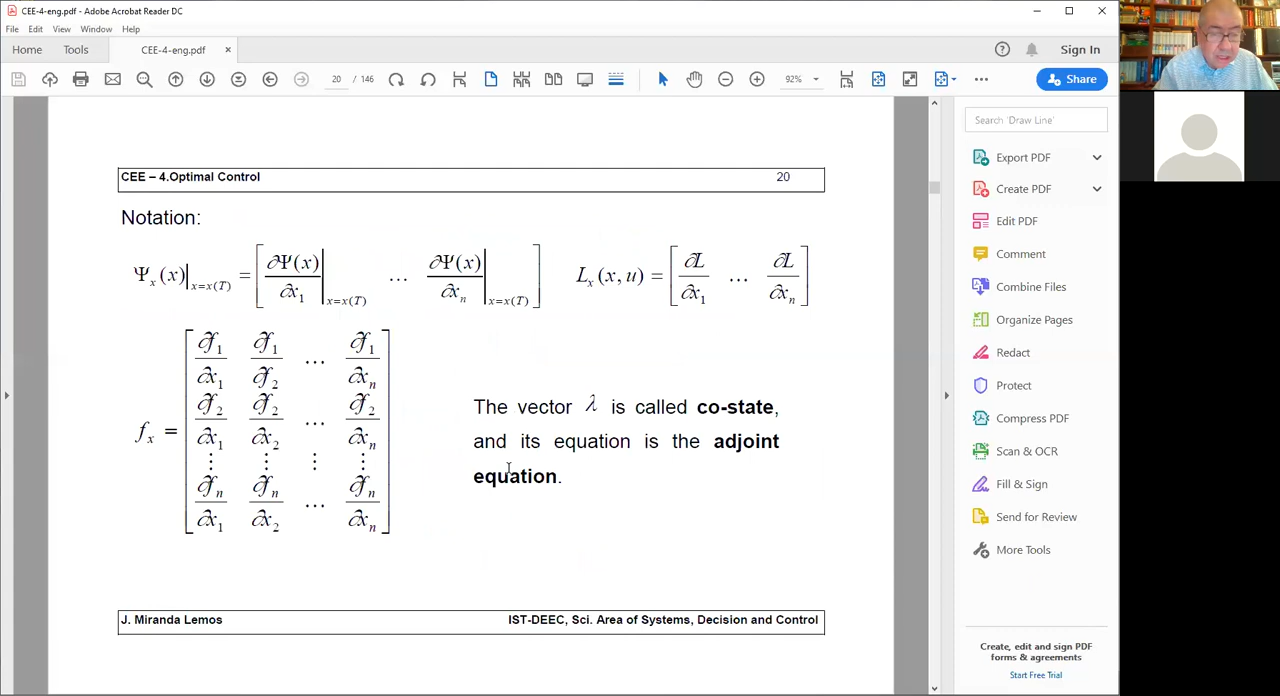 CEE-4-eng.pdf - Adobe Acrobat Reader DC
File Edit View Window Help
Home Tools CEE-4-eng.pdf × Sign In
20 / 146 92% Share
CEE – 4.Optimal Control 20
Notation:
Ψx(x)|x=x(T) = [∂Ψ(x)/∂x1|x=x(T) … ∂Ψ(x)/∂xn|x=x(T)] Lx(x, u) = [∂L/∂x1 … ∂L/∂xn]
fx = [∂f1/∂x1 ∂f1/∂f2 … ∂f1/∂xn
∂f2/∂x1 ∂f2/∂x2 … ∂f2/∂xn
⋮ ⋮ ⋮ ⋮
∂fn/∂x1 ∂fn/∂x2 … ∂fn/∂xn]
The vector λ is called co-state,
and its equation is the adjoint
equation.
J. Miranda Lemos IST-DEEC, Sci. Area of Systems, Decision and Control
Search 'Draw Line'
Export PDF
Create PDF
Edit PDF
Comment
Combine Files
Organize Pages
Redact
Protect
Compress PDF
Scan & OCR
Fill & Sign
Send for Review
More Tools
Create, edit and sign PDF
forms & agreements
Start Free Trial